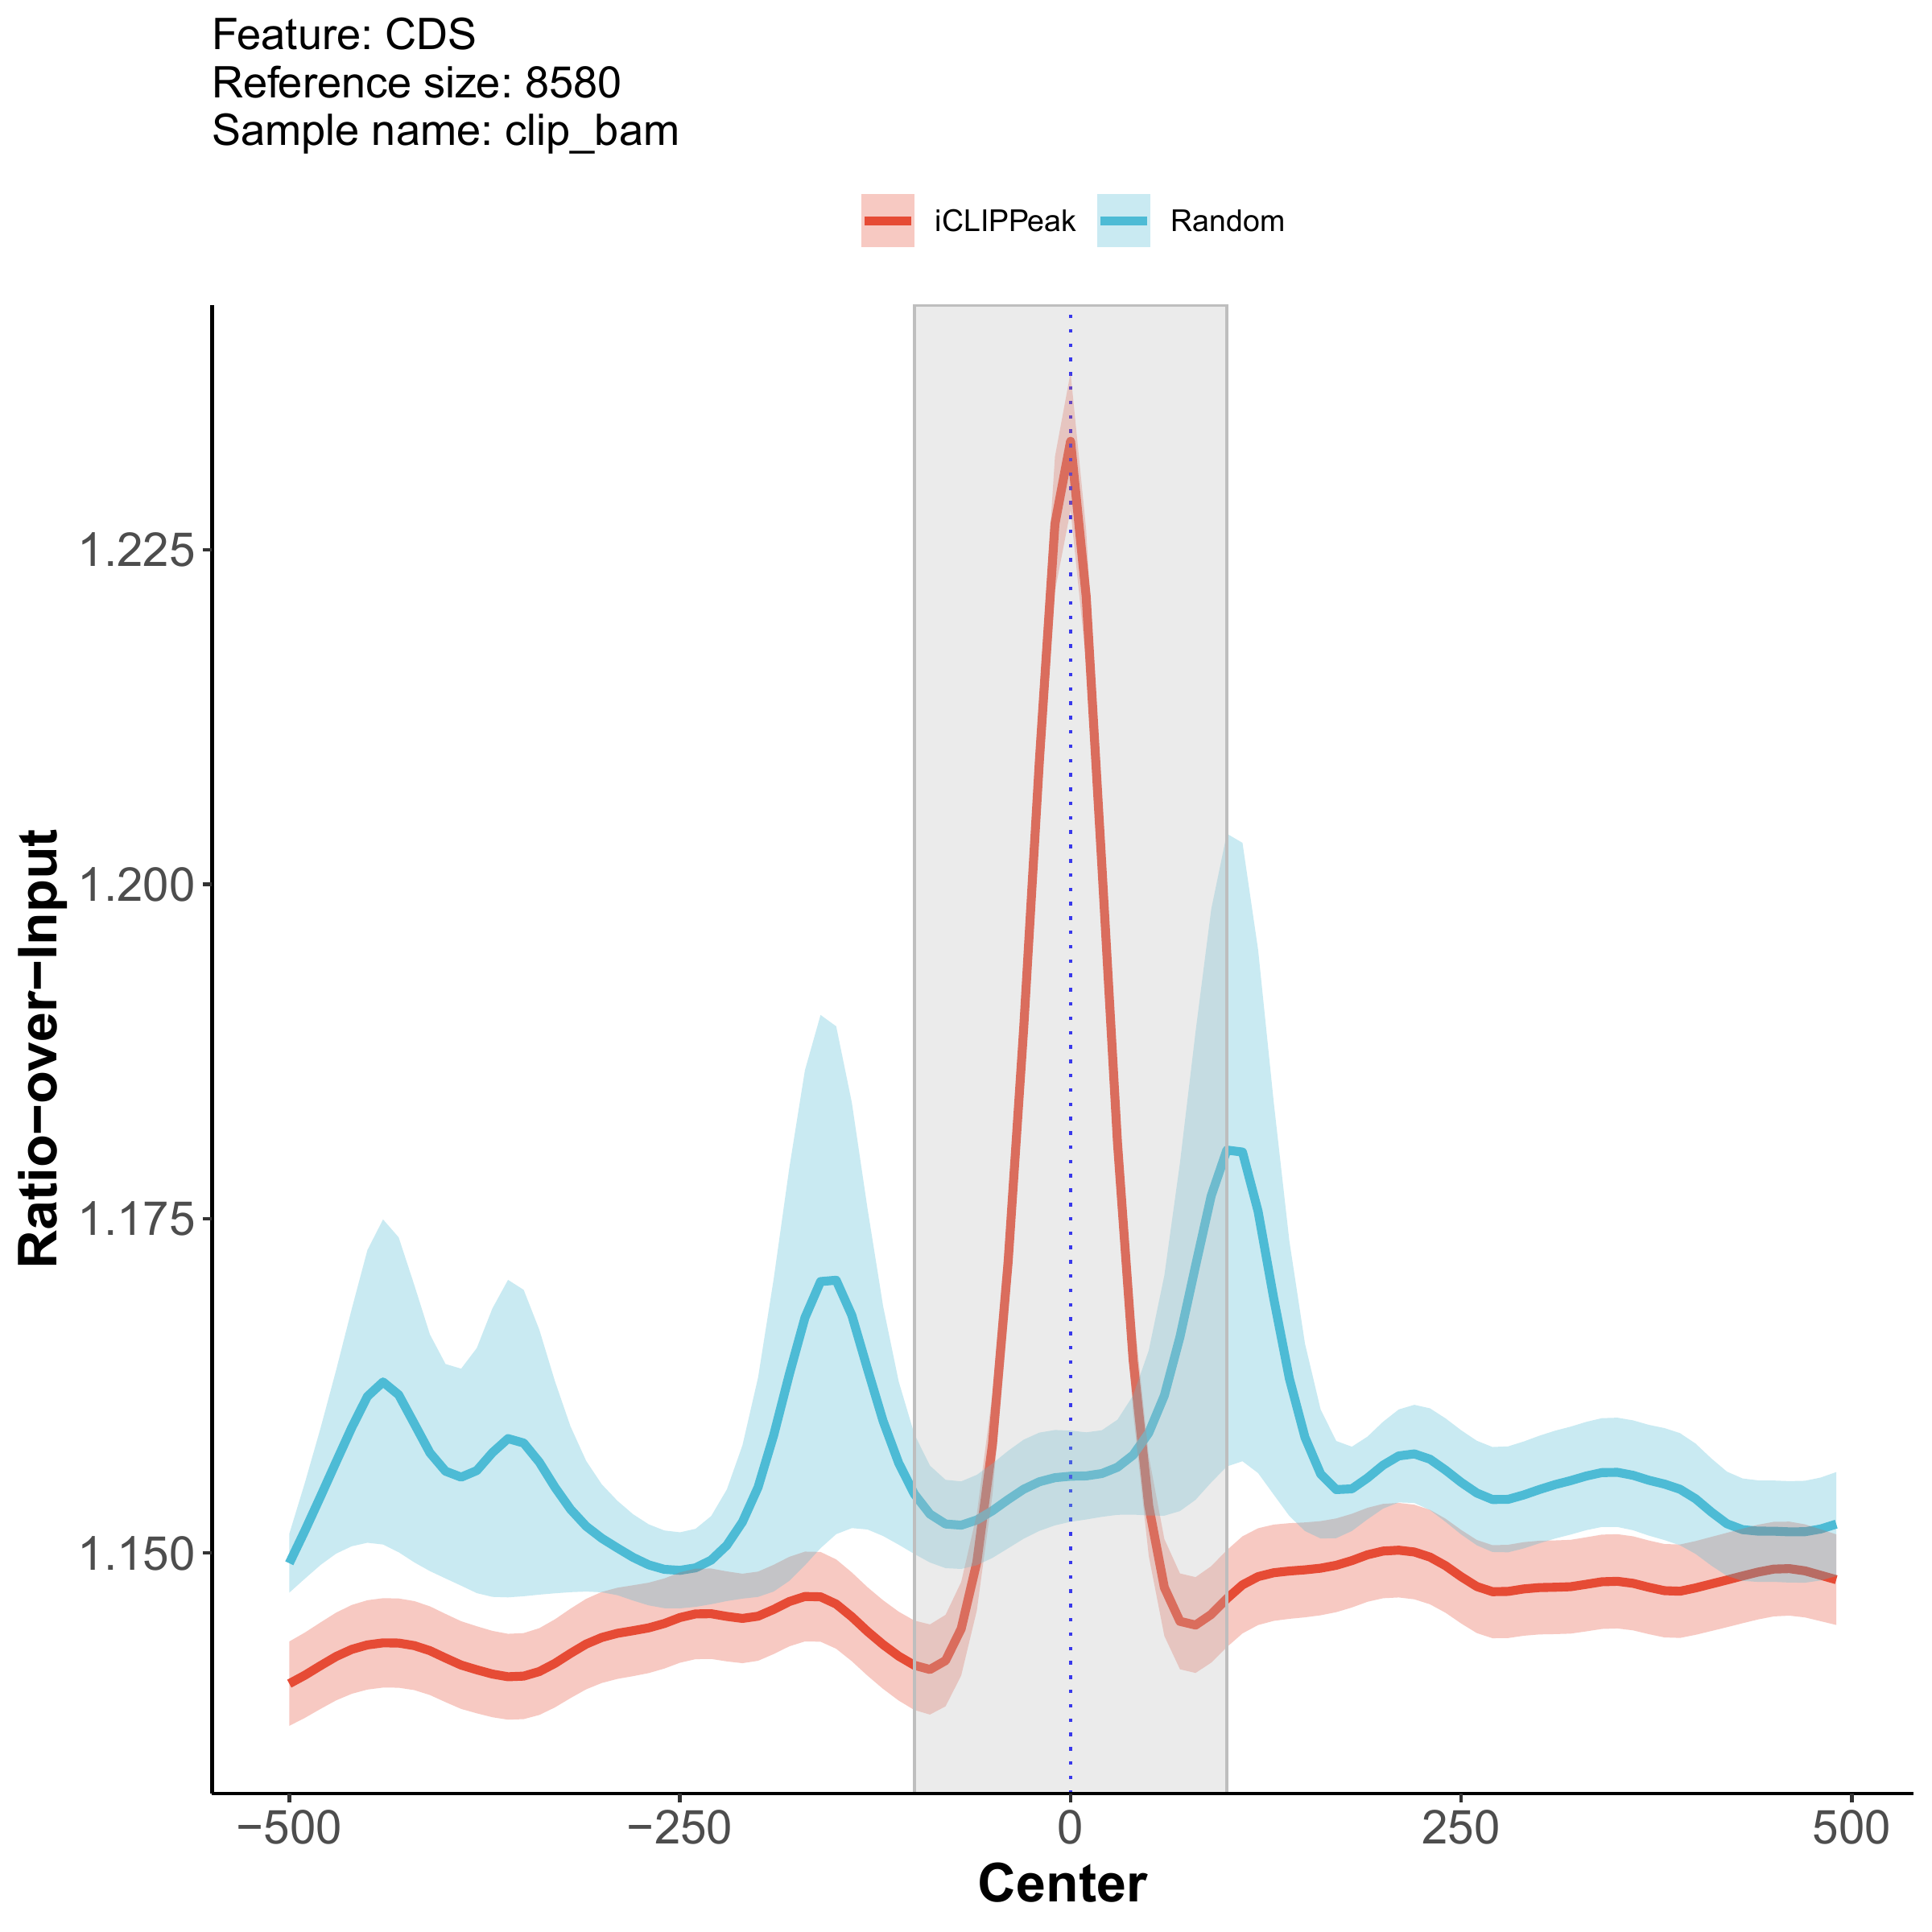 Feature: CDS
Reference size: 8580
Sample name: clip_bam
iCLIPPeak Random
Ratio−over−Input
1.225
1.200
1.175
1.150
−500 −250 0 250 500
Center